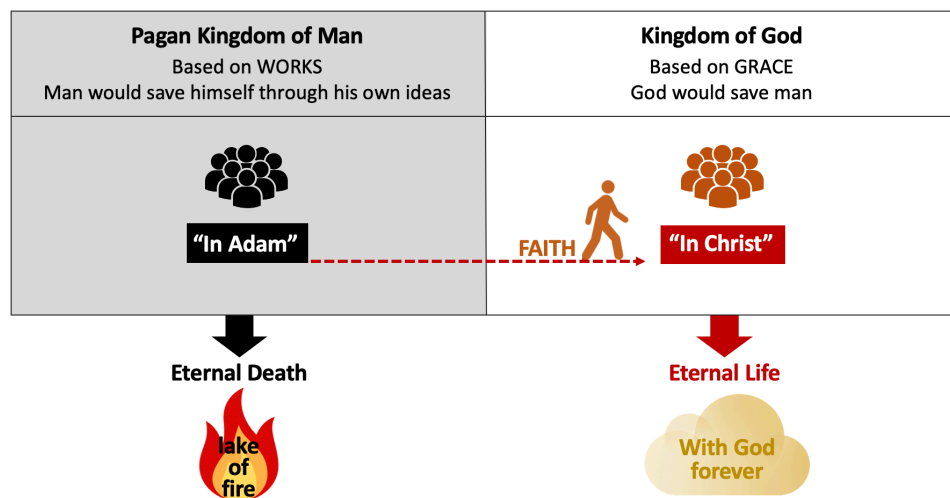 Pagan Kingdom of Man
Based on WORKS
Man would save himself through his own ideas
Kingdom of God
Based on GRACE
God would save man
“In Adam”
FAITH
“In Christ”
Eternal Death
lake
of
fire
Eternal Life
With God
forever